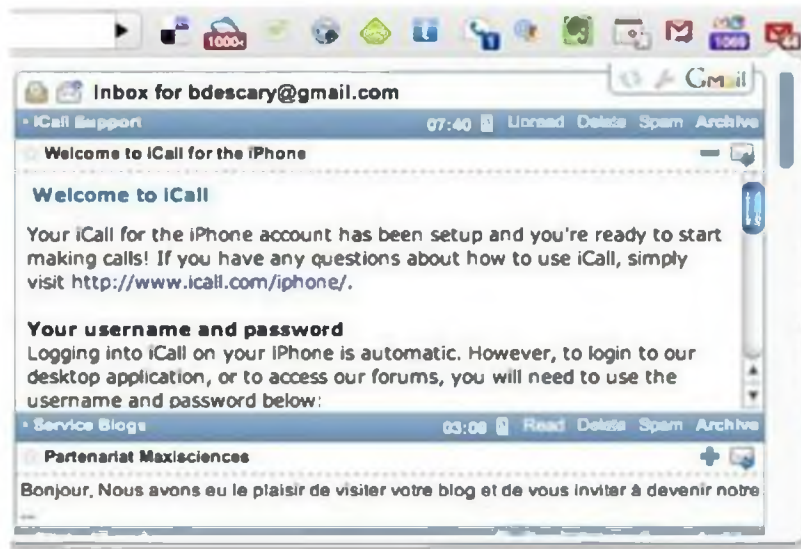 1000+
1
1069
64
Gmail
Inbox for bdescary@gmail.com
iCall Support 07:40 Unread Delete Spam Archive
Welcome to iCall for the iPhone
Welcome to iCall
Your iCall for the iPhone account has been setup and you're ready to start
making calls! If you have any questions about how to use iCall, simply
visit http://www.icall.com/iphone/.
Your username and password
Logging into iCall on your iPhone is automatic. However, to login to our
desktop application, or to access our forums, you will need to use the
username and password below:
Service Blogs 03:08 Read Delete Spam Archive
Partenariat Maxisciences
Bonjour, Nous avons eu le plaisir de visiter votre blog et de vous inviter à devenir notre
...